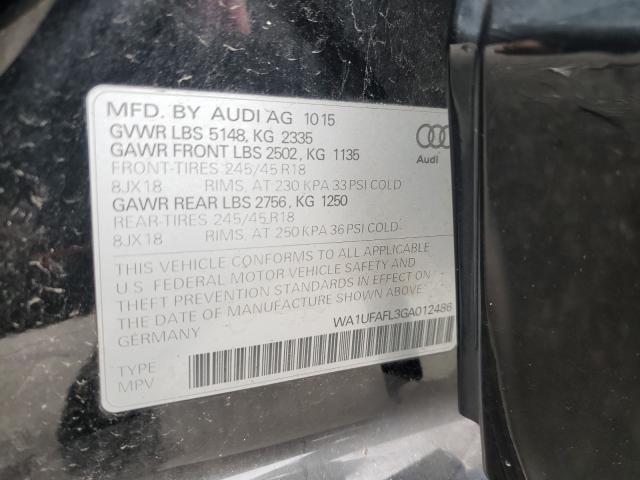 MFD. BY AUDI AG 10 15
GVWR LBS 5148, KG 2335
GAWR FRONT LBS 2502, KG 1135
FRONT-TIRES 245/45 R18
8JX18 RIMS, AT 230 KPA 33 PSI COLD
GAWR REAR LBS 2756, KG 1250
REAR-TIRES 245/45 R18
8JX18 RIMS, AT 250 KPA 36 PSI COLD
Audi
THIS VEHICLE CONFORMS TO ALL APPLICABLE
U.S FEDERAL MOTOR VEHICLE SAFETY AND
THEFT PREVENTION STANDARDS IN EFFECT ON
THE DATE OF MANUFACTURE SHOWN ABOVE
GERMANY WA1UFAFL3GA012486
TYPE
MPV